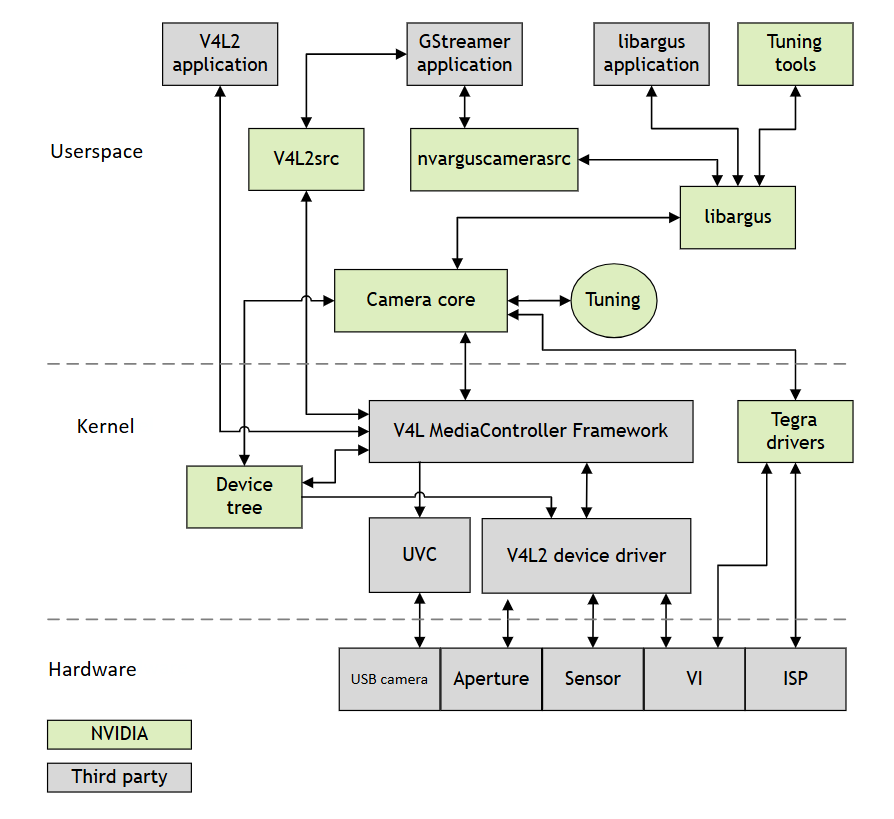 V4L2
application
GStreamer
application
libargus
application
Tuning
tools
Userspace
V4L2src
nvarguscamerasrc
libargus
Camera core
Tuning
Kernel
V4L MediaController Framework
Tegra
drivers
Device
tree
UVC
V4L2 device driver
Hardware
USB camera
Aperture
Sensor
VI
ISP
NVIDIA
Third party